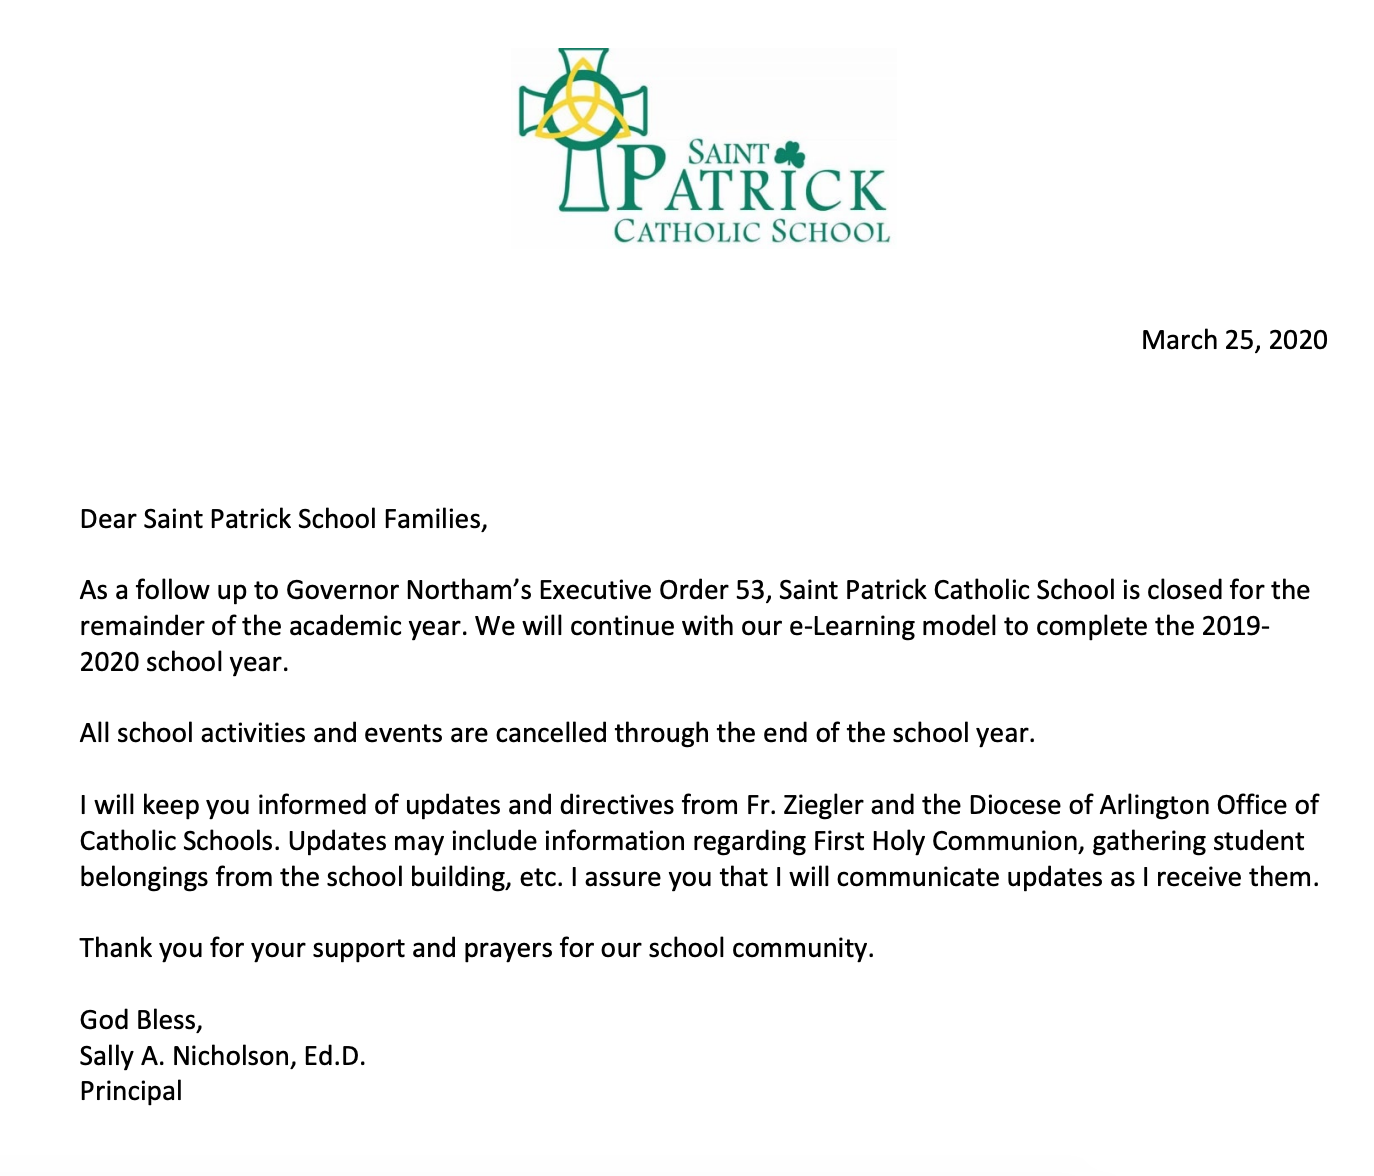 SAINT
PATRICK
CATHOLIC SCHOOL
March 25, 2020
Dear Saint Patrick School Families,
As a follow up to Governor Northam’s Executive Order 53, Saint Patrick Catholic School is closed for the
remainder of the academic year. We will continue with our e-Learning model to complete the 2019-
2020 school year.
All school activities and events are cancelled through the end of the school year.
I will keep you informed of updates and directives from Fr. Ziegler and the Diocese of Arlington Office of
Catholic Schools. Updates may include information regarding First Holy Communion, gathering student
belongings from the school building, etc. I assure you that I will communicate updates as I receive them.
Thank you for your support and prayers for our school community.
God Bless,
Sally A. Nicholson, Ed.D.
Principal